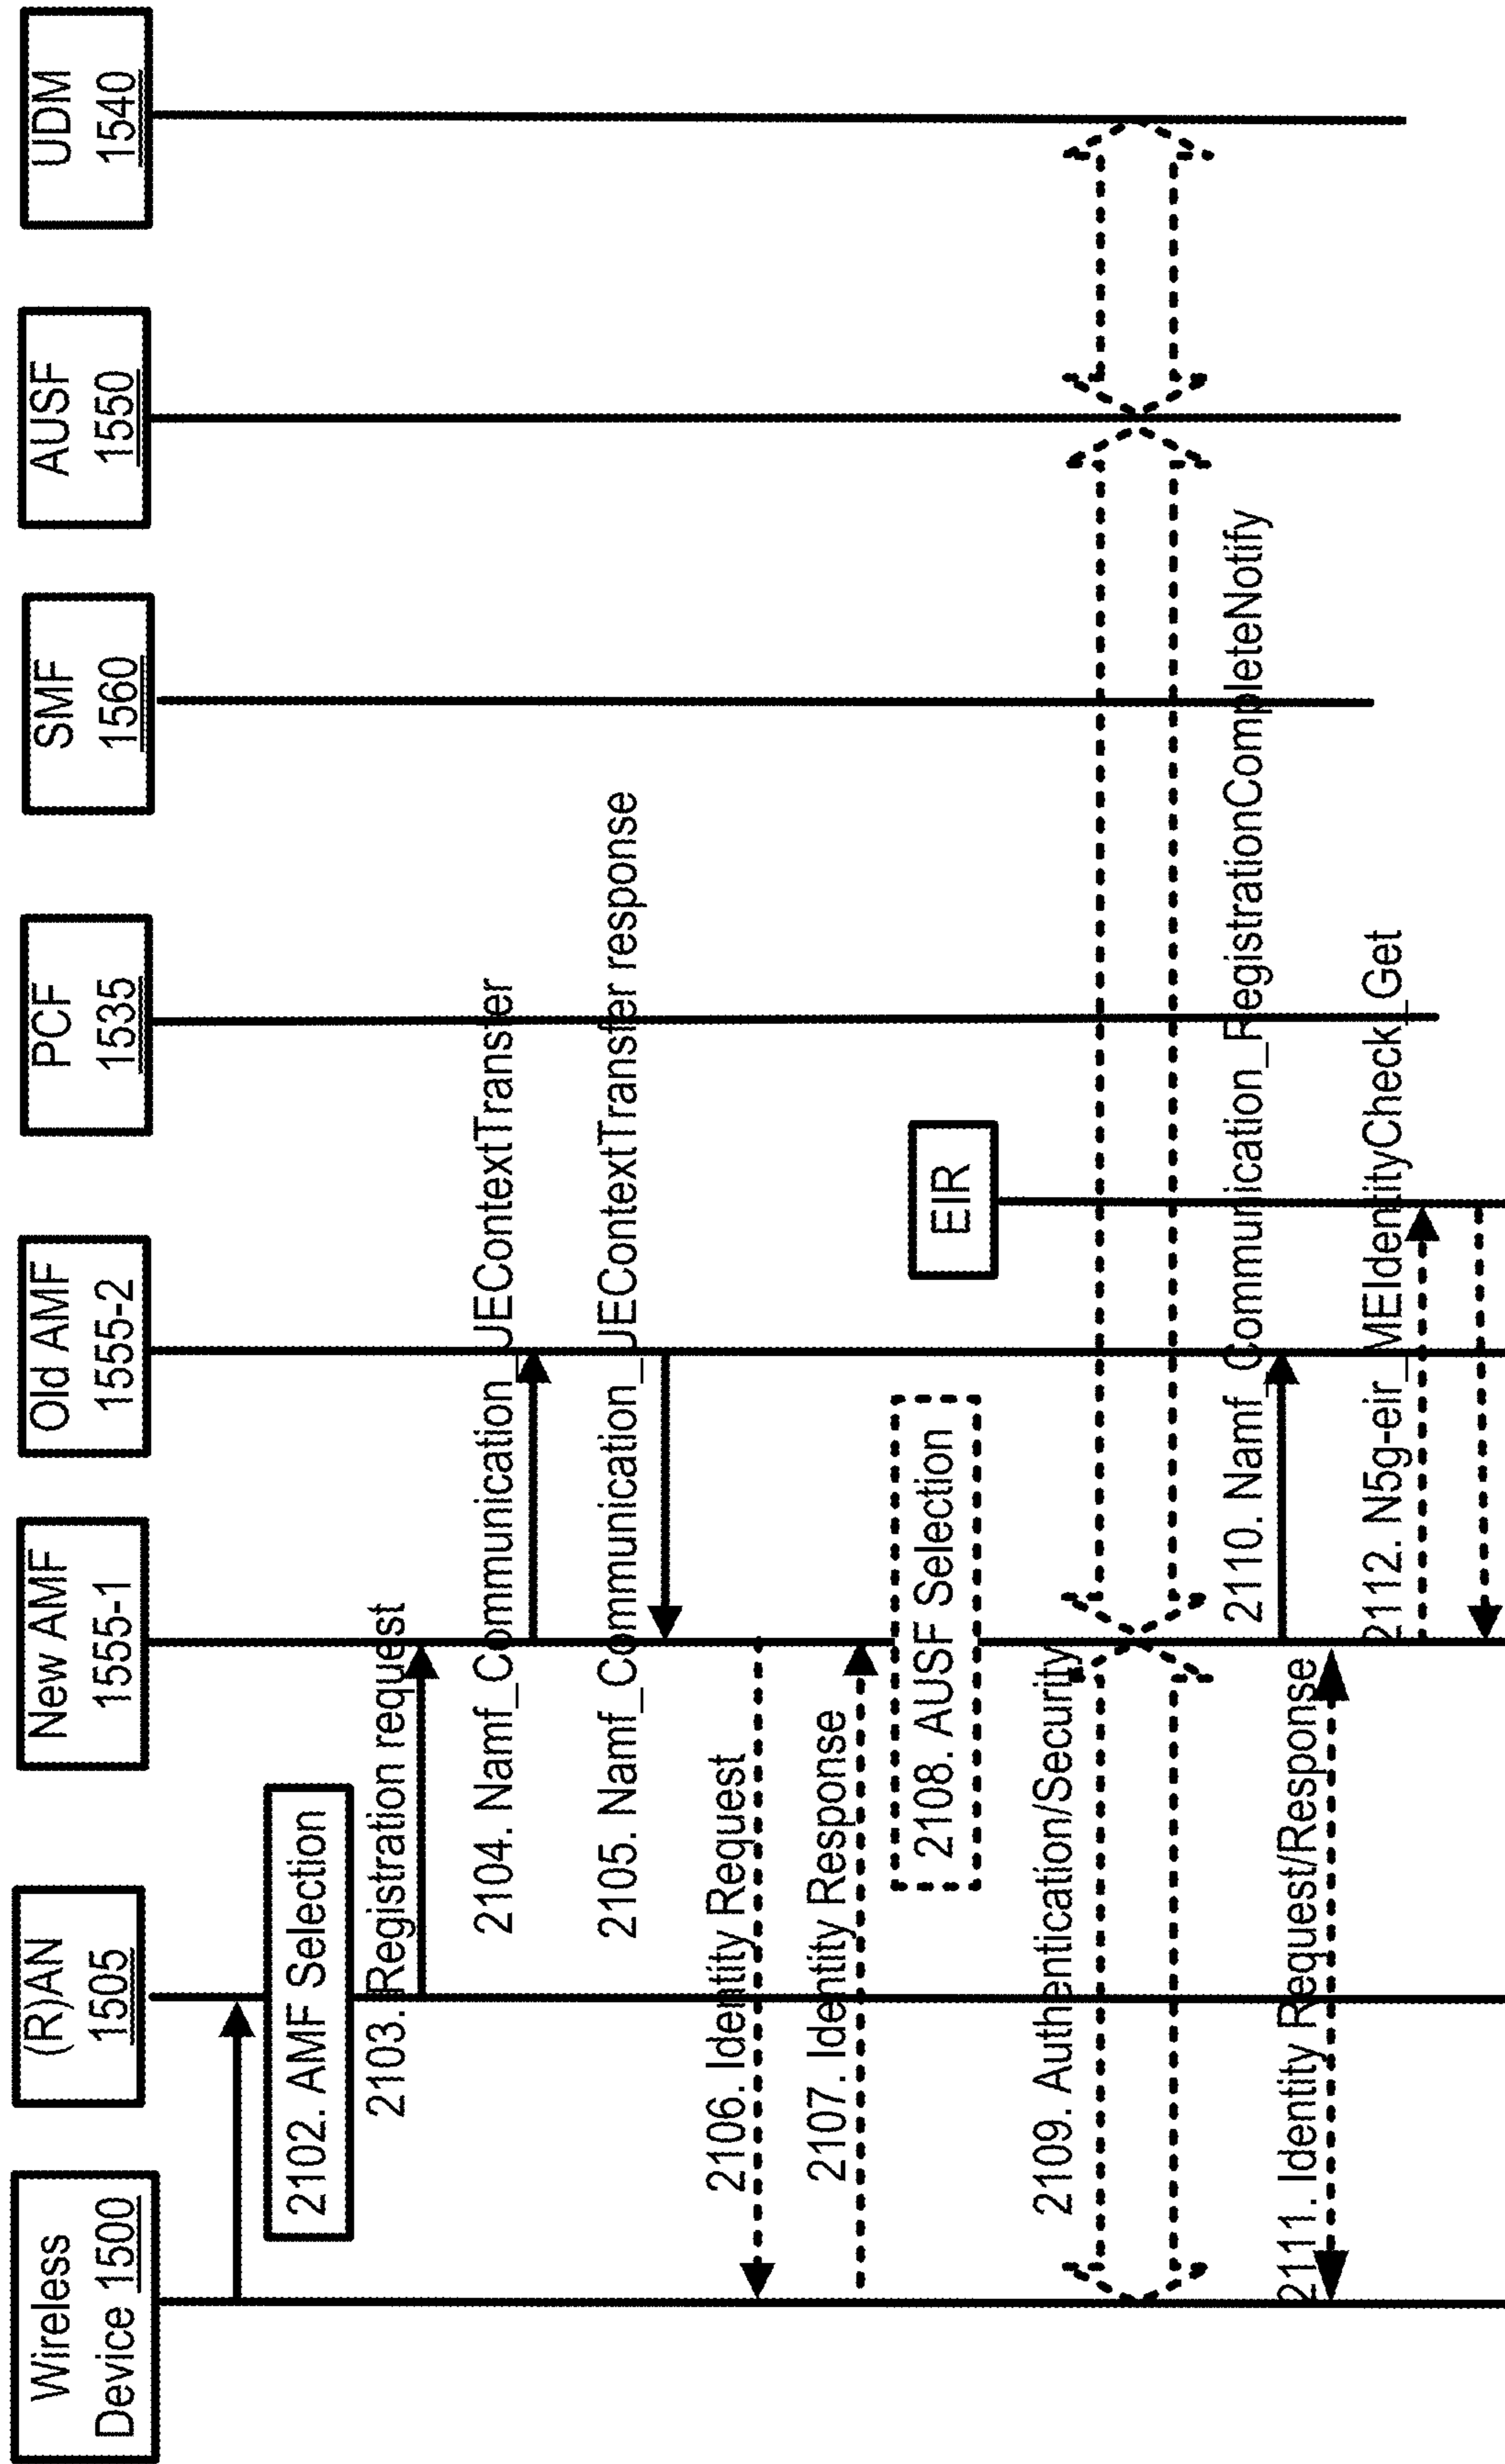 Wireless
Device 1500
(R)AN
1505
New AMF
1555-1
Old AMF
1555-2
PCF
1535
SMF
1560
AUSF
1550
UDM
1540
2102. AMF Selection
2103. Registration request
2104. Namf_Communication_UEContextTransfer
2105. Namf_Communication_UEContextTransfer response
2106. Identity Request
2107. Identity Response
2108. AUSF Selection
EIR
2109. Authentication/Security
2110. Namf_Communication_RegistrationCompleteNotify
2111. Identity Request/Response
2112. N5g-eir_MEIdentityCheck_Get